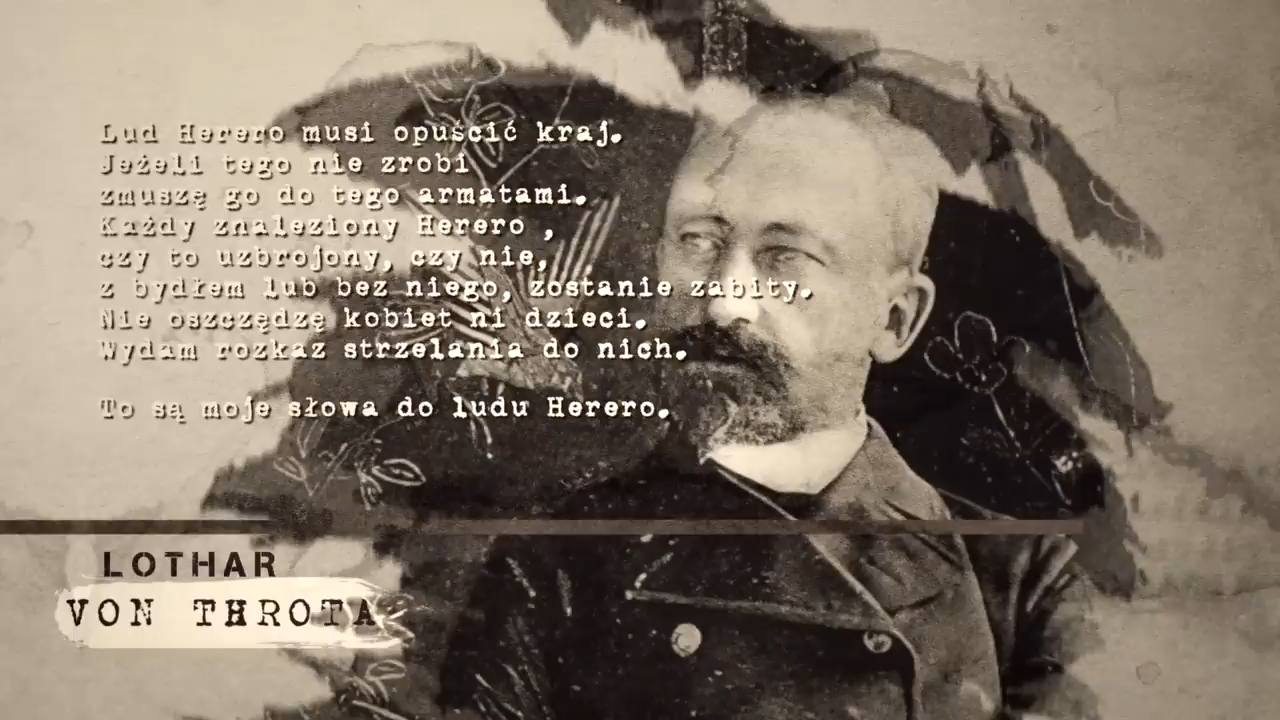 Lud Herero musi opuścić kraj.
Jeżeli tego nie zrobi
zmuszę go do tego armatami.
Każdy znaleziony Herero ,
czy to uzbrojony, czy nie,
z bydłem lub bez niego, zostanie zabity.
Nie oszczędzę kobiet ni dzieci.
Wydam rozkaz strzelania do nich.
To są moje słowa do ludu Herero.
LOTHAR
VON THROTA